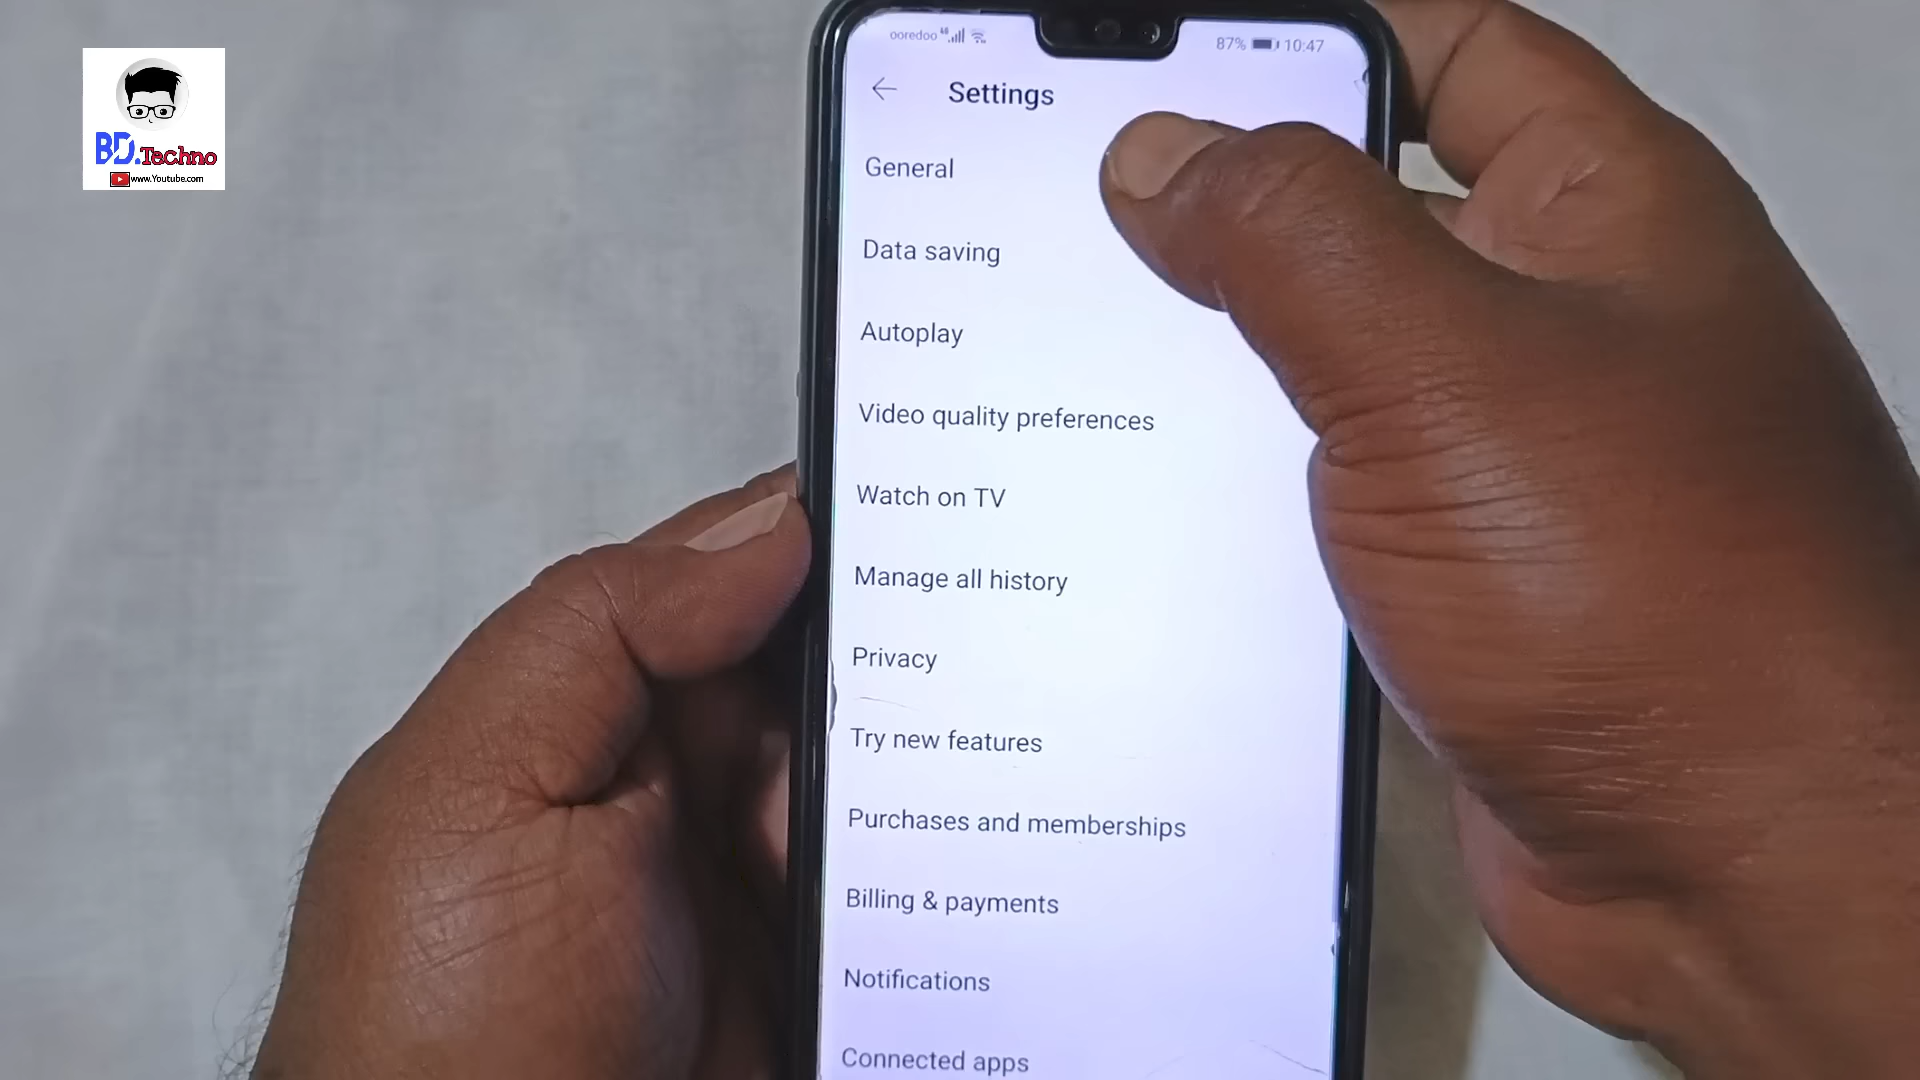 BD.Techno
www.Youtube.com
ooredoo 4G
87% 10:47
Settings
General
Data saving
Autoplay
Video quality preferences
Watch on TV
Manage all history
Privacy
Try new features
Purchases and memberships
Billing & payments
Notifications
Connected apps